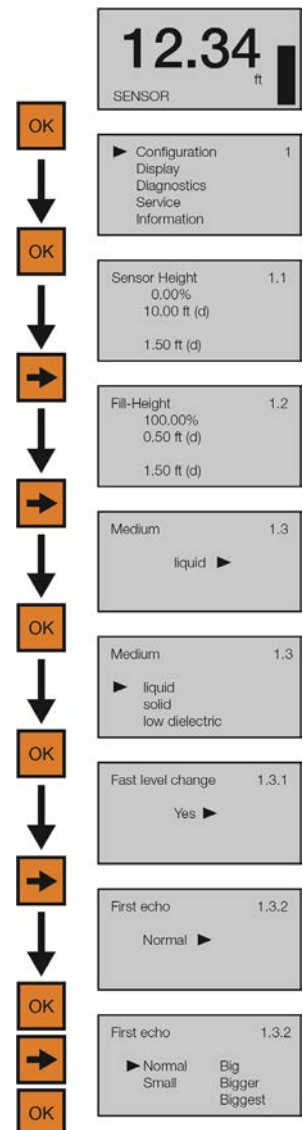 12.34
ft
SENSOR
OK
Configuration 1
Display
Diagnostics
Service
Information
OK
Sensor Height 1.1
0.00%
10.00 ft (d)
1.50 ft (d)
Fill-Height 1.2
100.00%
0.50 ft (d)
1.50 ft (d)
Medium 1.3
liquid
OK
Medium 1.3
liquid
solid
low dielectric
OK
Fast level change 1.3.1
Yes
First echo 1.3.2
Normal
OK
First echo 1.3.2
Normal Big
Small Bigger
Biggest
OK